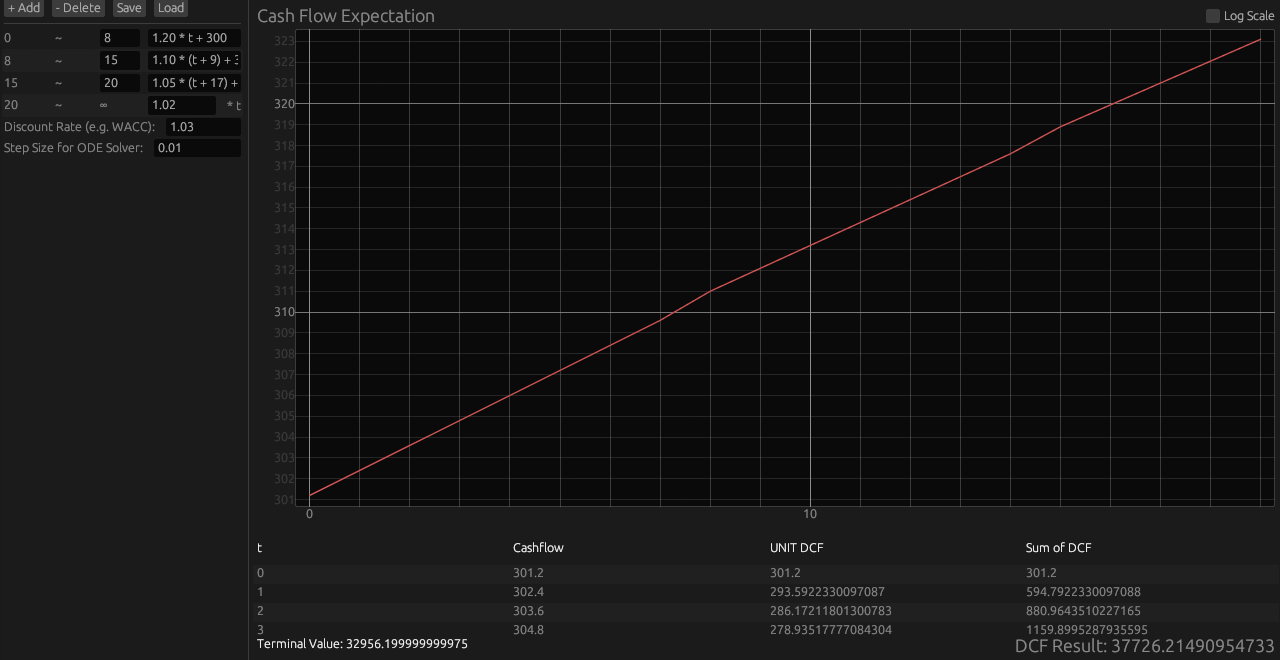 + Add - Delete Save Load
0 ~ 8 1.20 * t + 300
8 ~ 15 1.10 * (t + 9) + 3
15 ~ 20 1.05 * (t + 17) +
20 ~ ∞ 1.02 * t
Discount Rate (e.g. WACC): 1.03
Step Size for ODE Solver: 0.01
Cash Flow Expectation Log Scale
323
322
321
320
319
318
317
316
315
314
313
312
311
310
309
308
307
306
305
304
303
302
301
0 10
t Cashflow UNIT DCF Sum of DCF
0 301.2 301.2 301.2
1 302.4 293.5922330097087 594.7922330097088
2 303.6 286.17211801300783 880.9643510227165
3 304.8 278.93517777084304 1159.8995287935595
Terminal Value: 32956.199999999975 DCF Result: 37726.21490954733